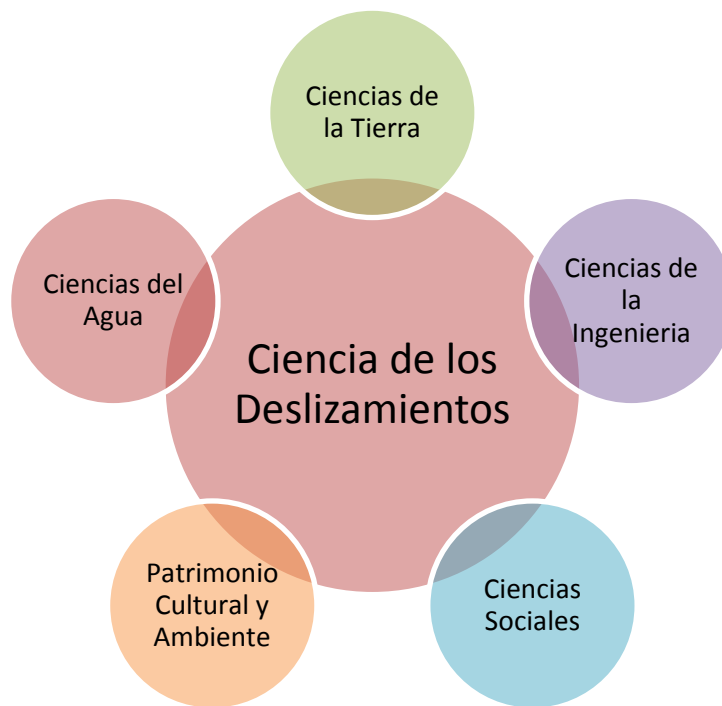 Ciencias de
la Tierra
Ciencias del
Agua
Ciencias de
la
Ingenieria
Ciencia de los
Deslizamientos
Patrimonio
Cultural y
Ambiente
Ciencias
Sociales